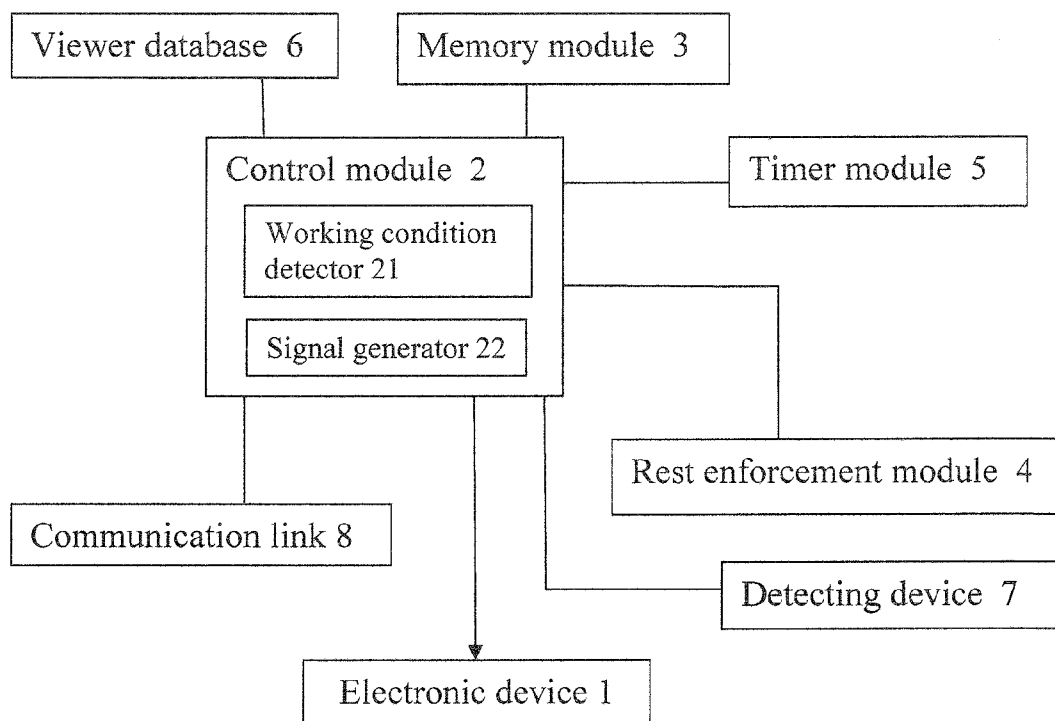 Viewer database 6
Memory module 3
Control module 2
Timer module 5
Working condition
detector 21
Signal generator 22
Rest enforcement module 4
Communication link 8
Detecting device 7
Electronic device 1